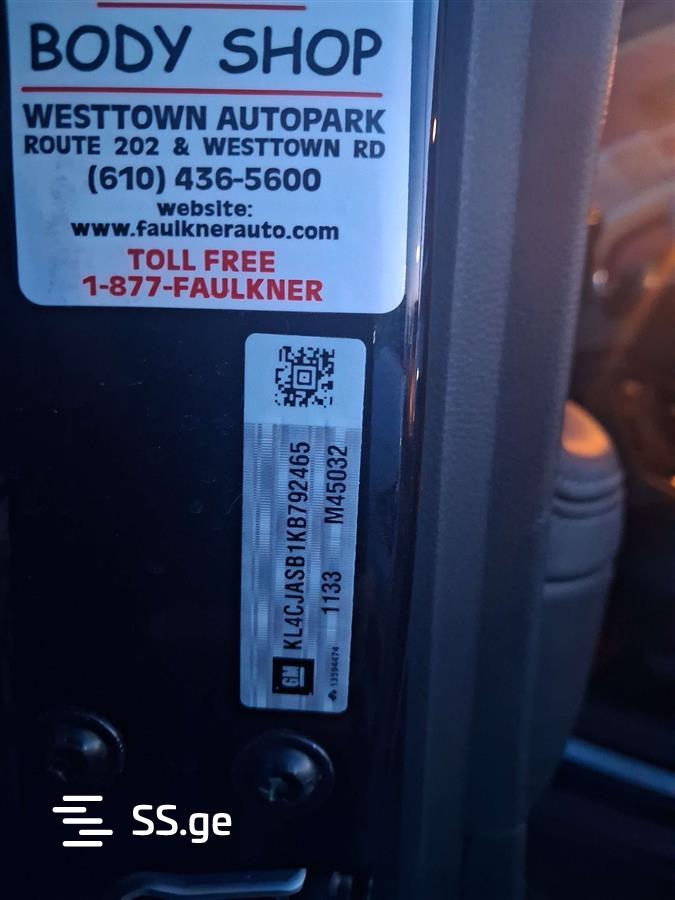 BODY SHOP
WESTTOWN AUTOPARK
ROUTE 202 & WESTTOWN RD
(610) 436-5600
website:
www.faulknerauto.com
TOLL FREE
1-877-FAULKNER
KL4CJASB1KB792465
1133 M45032
GM
13594474
SS.ge